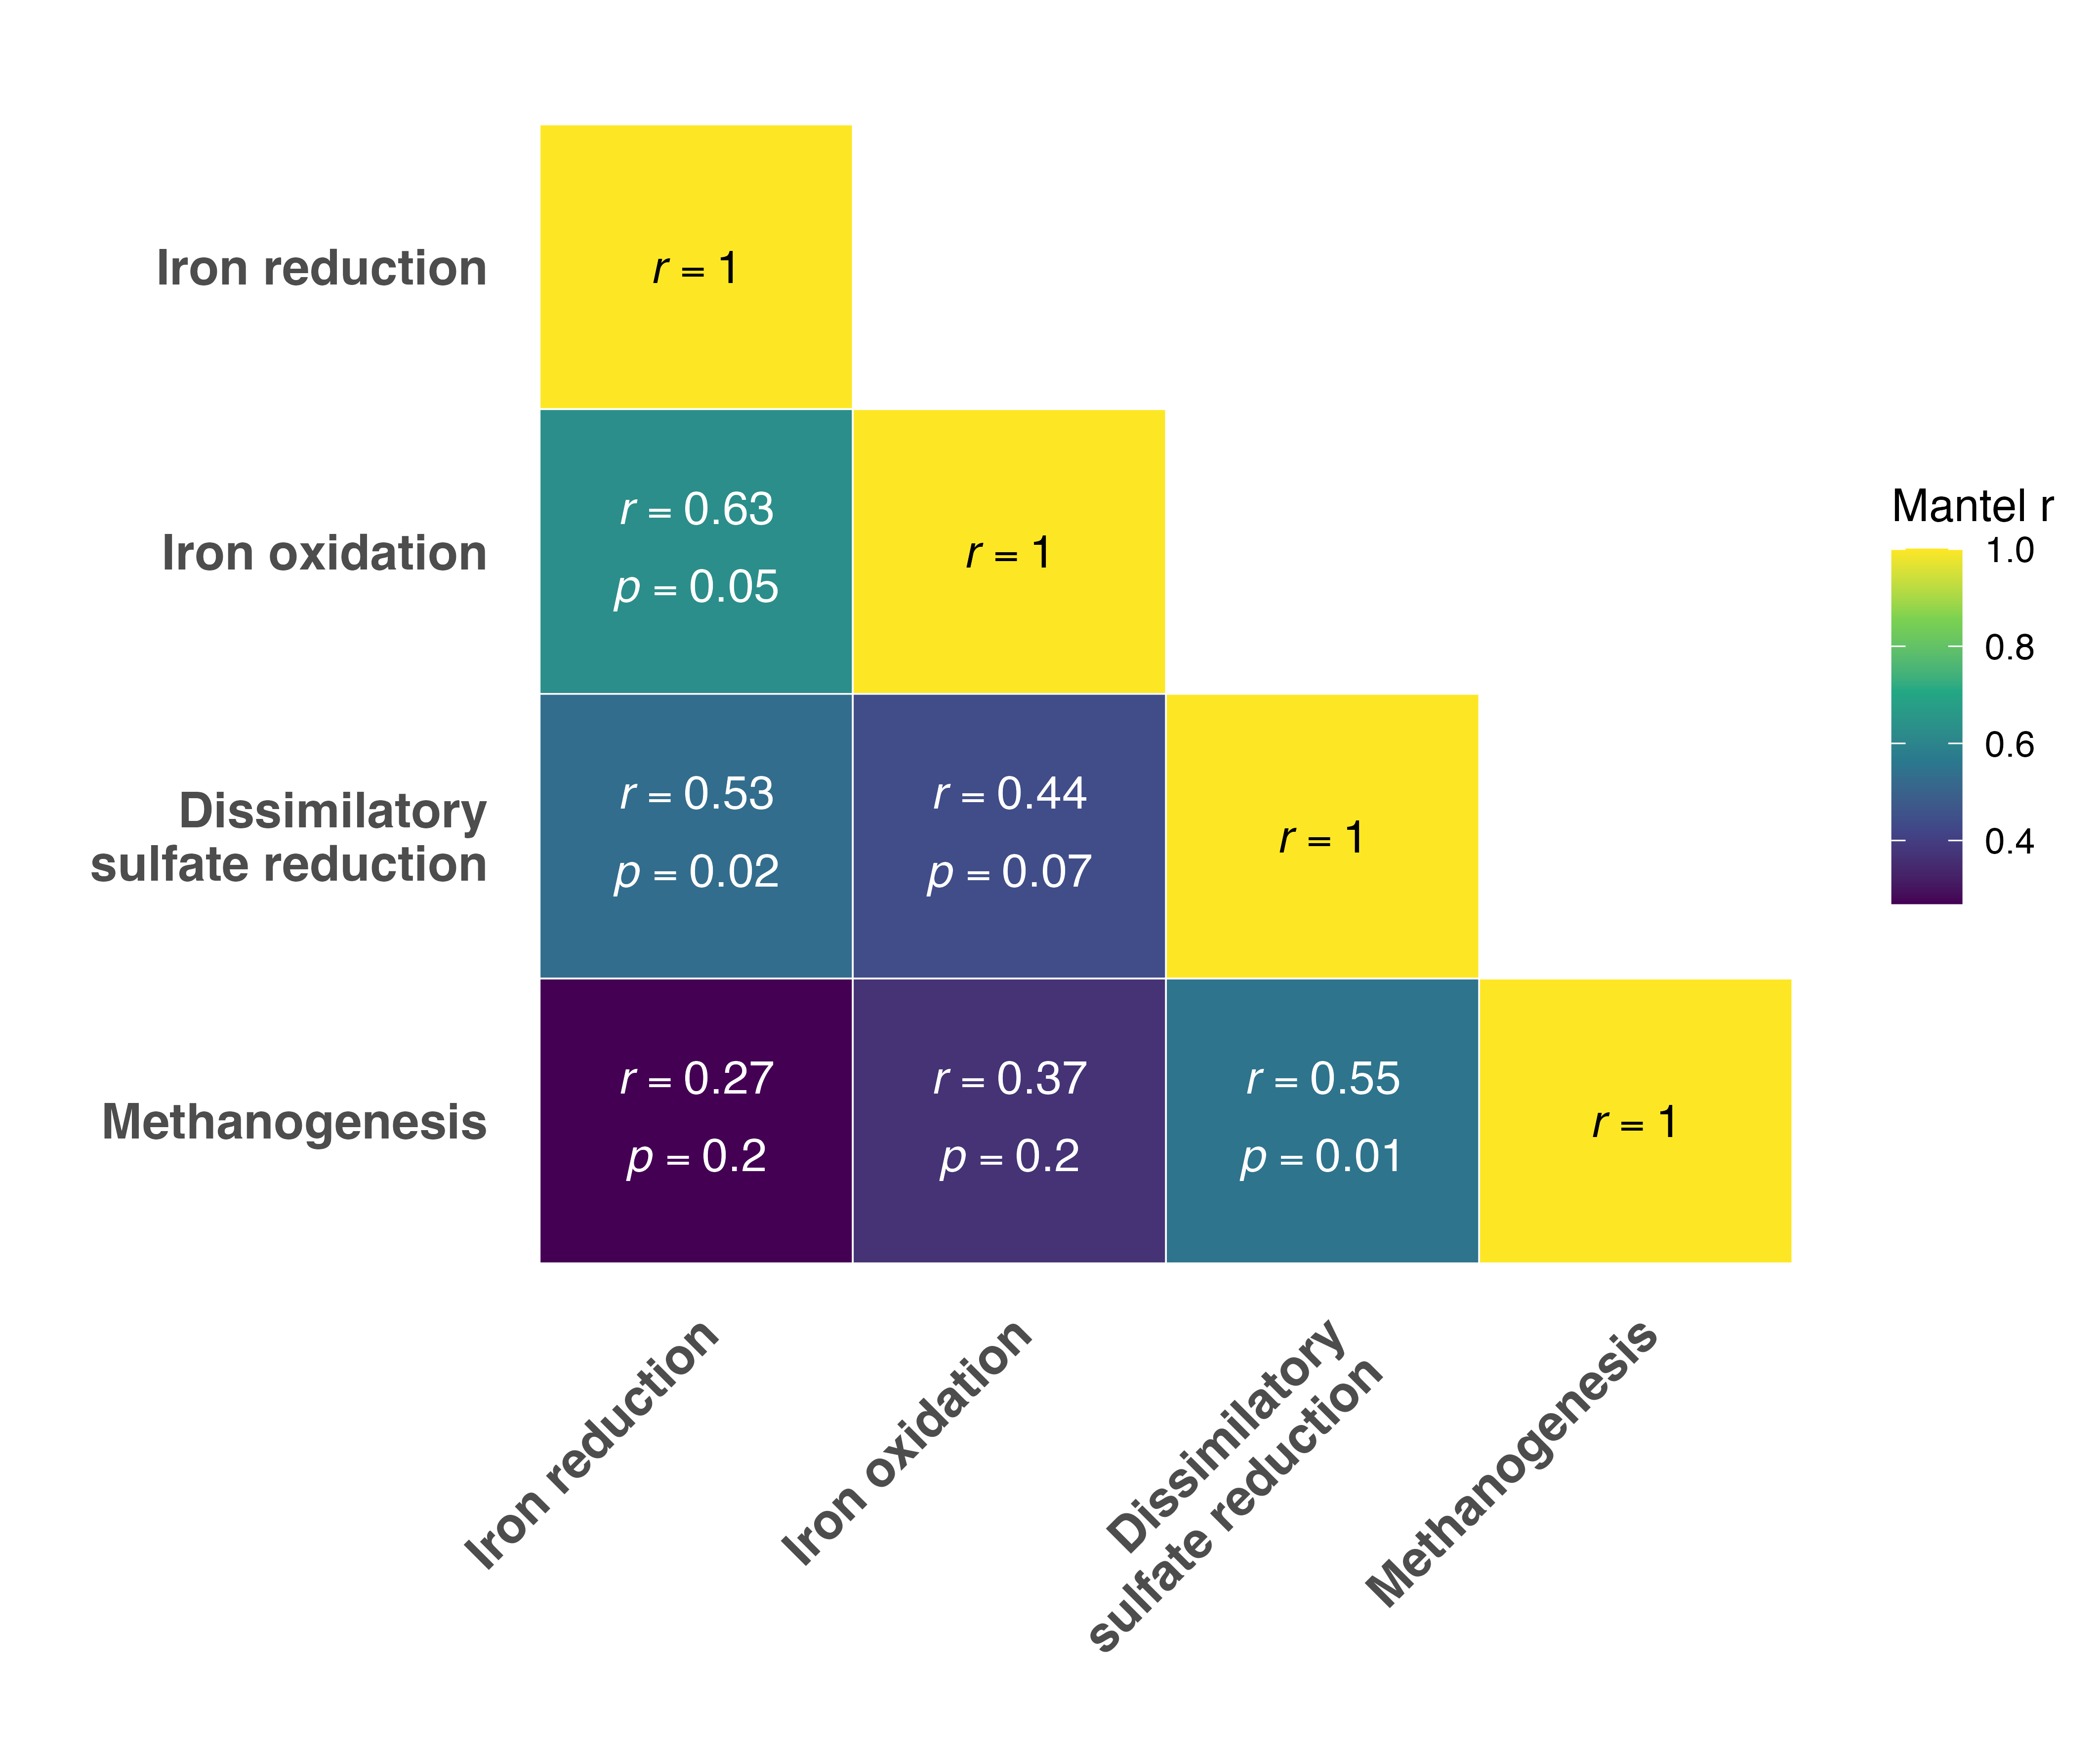 Iron reduction
r = 1
Iron oxidation
r = 0.63
p = 0.05
r = 1
Dissimilatory
sulfate reduction
r = 0.53
p = 0.02
r = 0.44
p = 0.07
r = 1
Methanogenesis
r = 0.27
p = 0.2
r = 0.37
p = 0.2
r = 0.55
p = 0.01
r = 1
Iron reduction
Iron oxidation
Dissimilatory
sulfate reduction
Methanogenesis
Mantel r
1.0
0.8
0.6
0.4